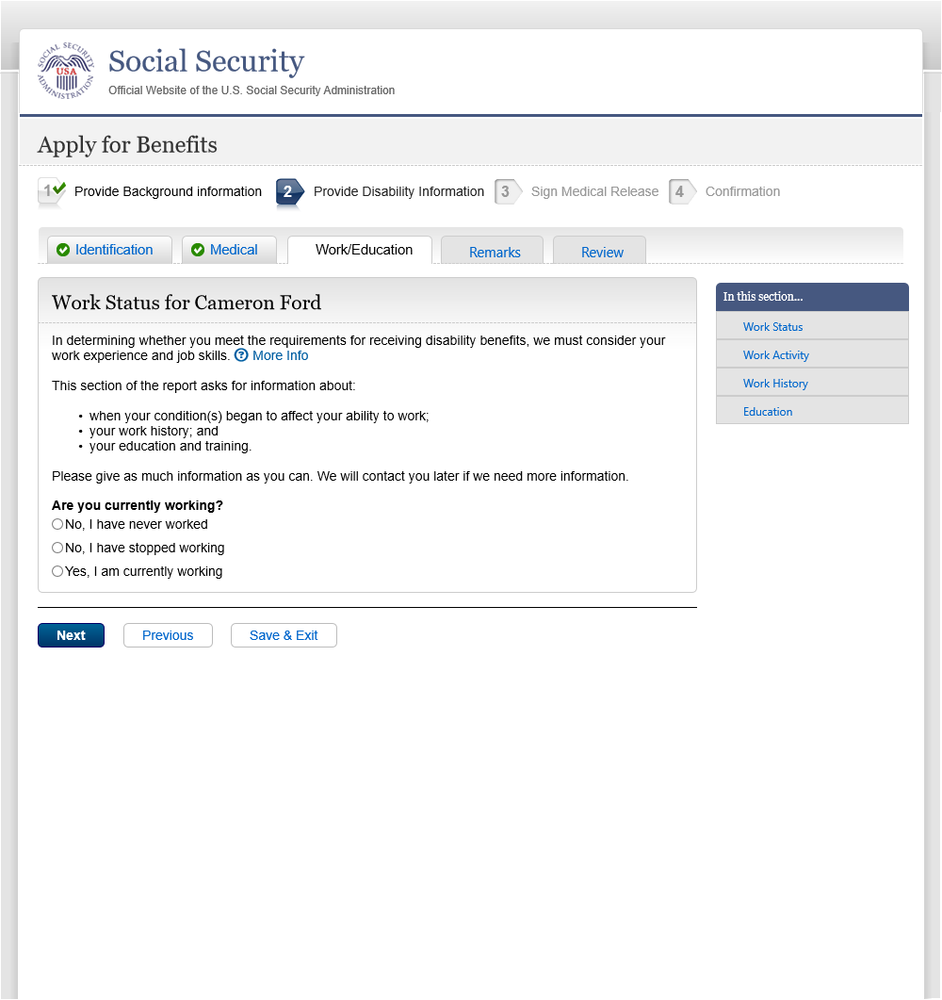 SOCIAL SECURITY
USA
ADMINISTRATION
Social Security
Official Website of the U.S. Social Security Administration
Apply for Benefits
1 Provide Background information 2 Provide Disability Information 3 Sign Medical Release 4 Confirmation
Identification Medical Work/Education Remarks Review
Work Status for Cameron Ford
In determining whether you meet the requirements for receiving disability benefits, we must consider your
work experience and job skills. ? More Info
This section of the report asks for information about:
• when your condition(s) began to affect your ability to work;
• your work history; and
• your education and training.
Please give as much information as you can. We will contact you later if we need more information.
Are you currently working?
No, I have never worked
No, I have stopped working
Yes, I am currently working
Next Previous Save & Exit
In this section...
Work Status
Work Activity
Work History
Education